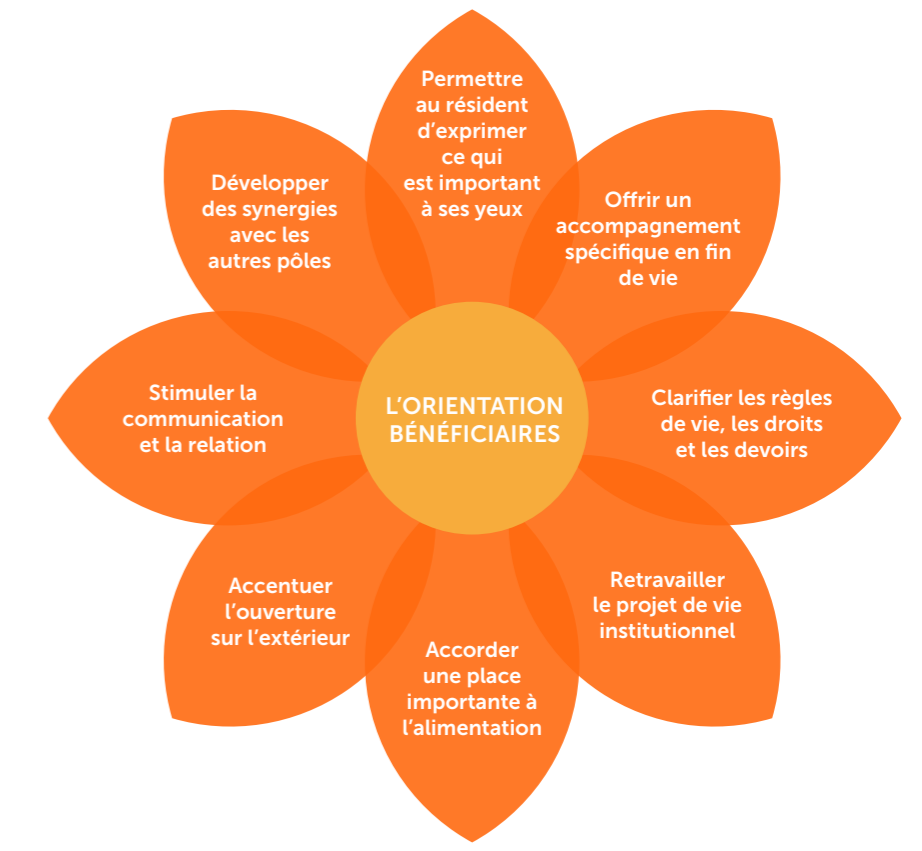 Permettre
au résident
d’exprimer
ce qui
est important
à ses yeux
Offrir un
accompagnement
spécifique en fin
de vie
Clarifier les règles
de vie, les droits
et les devoirs
Retravailler
le projet de vie
institutionnel
Accorder
une place
importante à
l’alimentation
Accentuer
l’ouverture
sur l’extérieur
Stimuler la
communication
et la relation
Développer
des synergies
avec les
autres pôles
L’ORIENTATION
BÉNÉFICIAIRES